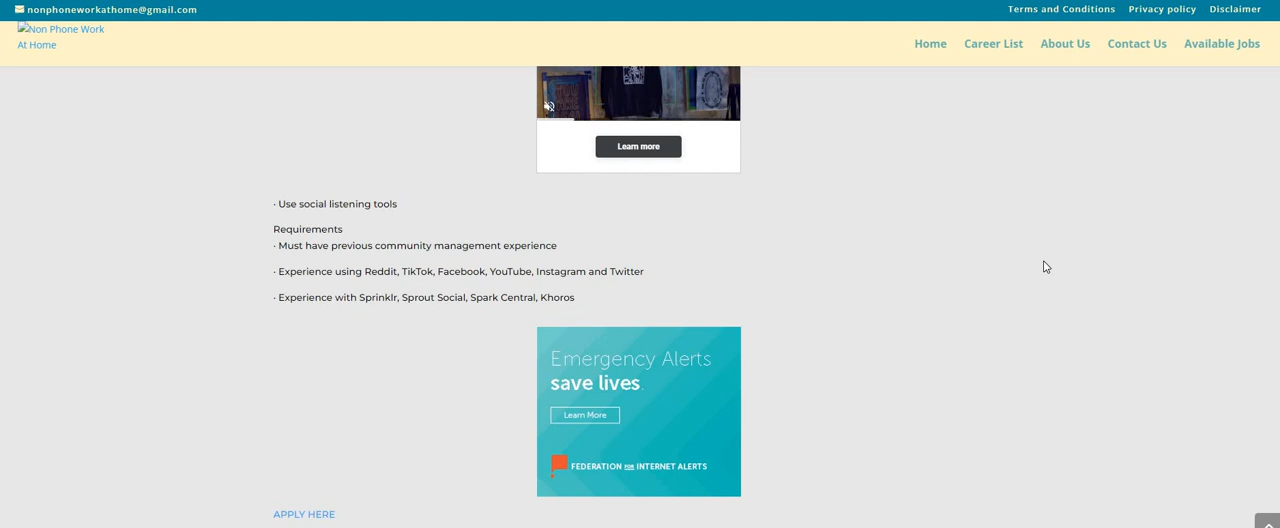 nonphoneworkathome@gmail.com
Terms and Conditions Privacy policy Disclaimer
Non Phone Work
At Home
Home Career List About Us Contact Us Available Jobs
Learn more
· Use social listening tools
Requirements
· Must have previous community management experience
· Experience using Reddit, TikTok, Facebook, YouTube, Instagram and Twitter
· Experience with Sprinklr, Sprout Social, Spark Central, Khoros
Emergency Alerts
save lives.
Learn More
FEDERATION FOR INTERNET ALERTS
APPLY HERE